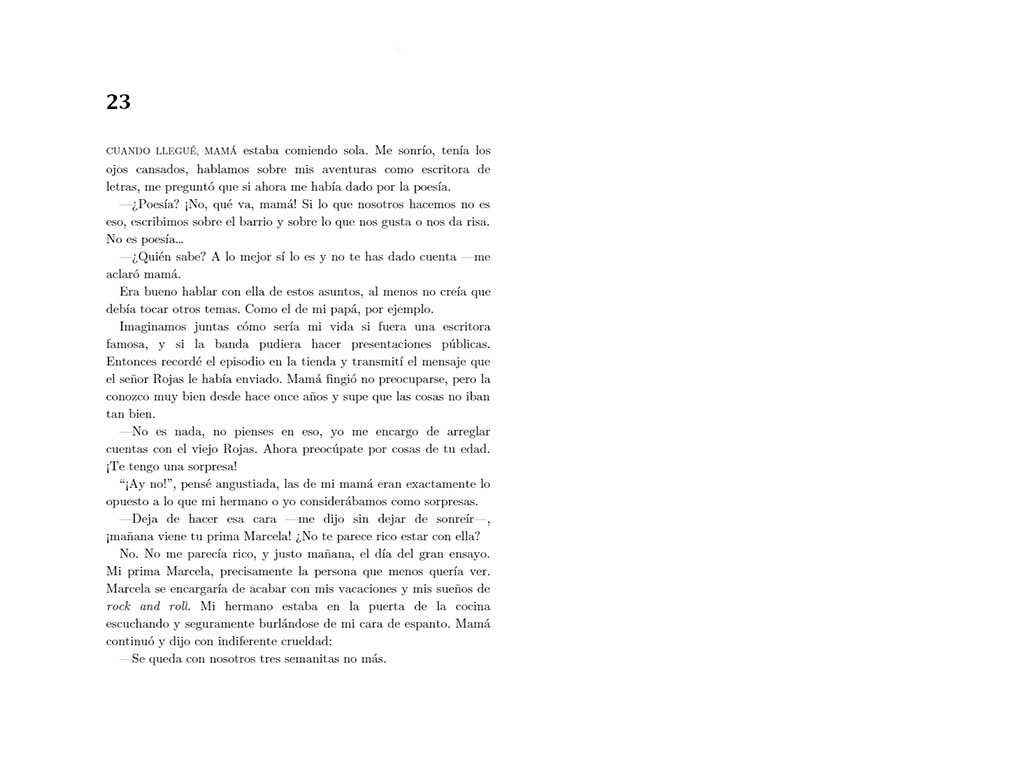 23
CUANDO LLEGUÉ, MAMÁ estaba comiendo sola. Me sonrío, tenía los
ojos cansados, hablamos sobre mis aventuras como escritora de
letras, me preguntó que si ahora me había dado por la poesía.
—¿Poesía? ¡No, qué va, mamá! Si lo que nosotros hacemos no es
eso, escribimos sobre el barrio y sobre lo que nos gusta o nos da risa.
No es poesía…
—¿Quién sabe? A lo mejor sí lo es y no te has dado cuenta —me
aclaró mamá.
Era bueno hablar con ella de estos asuntos, al menos no creía que
debía tocar otros temas. Como el de mi papá, por ejemplo.
Imaginamos juntas cómo sería mi vida si fuera una escritora
famosa, y si la banda pudiera hacer presentaciones públicas.
Entonces recordé el episodio en la tienda y transmití el mensaje que
el señor Rojas le había enviado. Mamá fingió no preocuparse, pero la
conozco muy bien desde hace once años y supe que las cosas no iban
tan bien.
—No es nada, no pienses en eso, yo me encargo de arreglar
cuentas con el viejo Rojas. Ahora preocúpate por cosas de tu edad.
¡Te tengo una sorpresa!
“¡Ay no!”, pensé angustiada, las de mi mamá eran exactamente lo
opuesto a lo que mi hermano o yo considerábamos como sorpresas.
—Deja de hacer esa cara —me dijo sin dejar de sonreír—,
¡mañana viene tu prima Marcela! ¿No te parece rico estar con ella?
No. No me parecía rico, y justo mañana, el día del gran ensayo.
Mi prima Marcela, precisamente la persona que menos quería ver.
Marcela se encargaría de acabar con mis vacaciones y mis sueños de
rock and roll. Mi hermano estaba en la puerta de la cocina
escuchando y seguramente burlándose de mi cara de espanto. Mamá
continuó y dijo con indiferente crueldad:
—Se queda con nosotros tres semanitas no más.